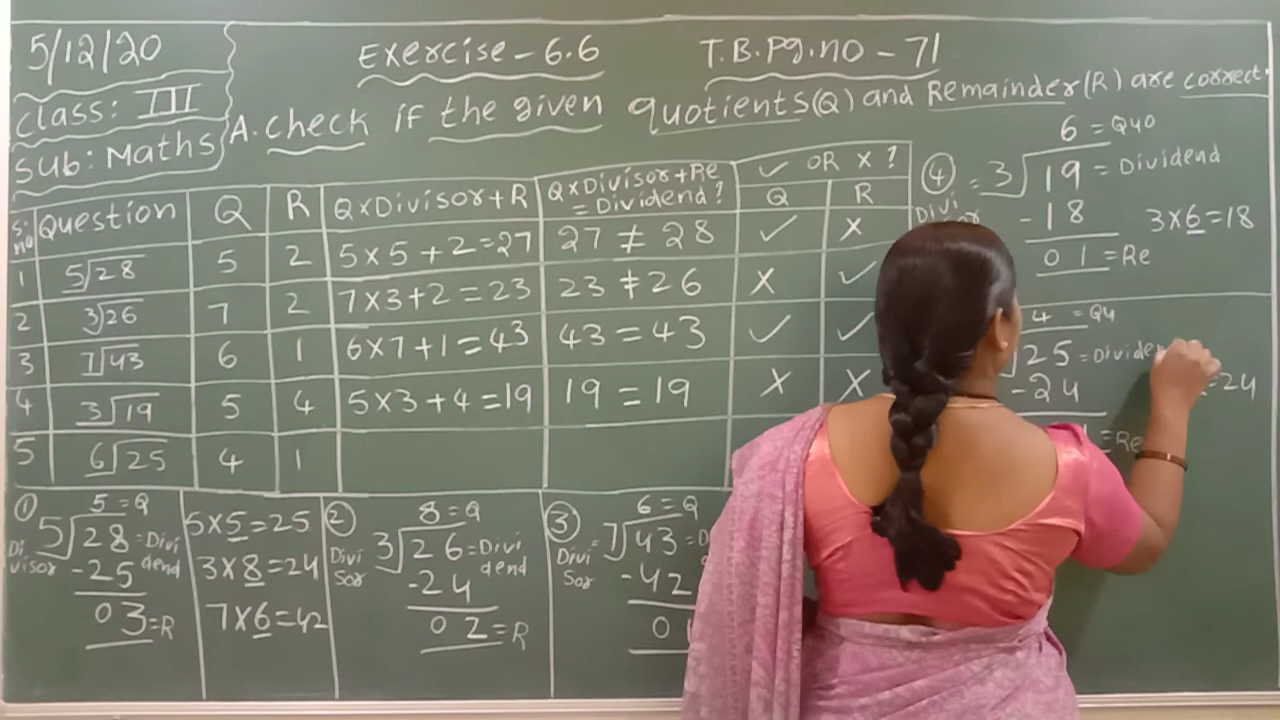 5/12/20
Class: III
Sub: Maths
Exercise - 6.6
T.B.Pg.no - 71
A. check if the given quotients(Q) and Remainder(R) are correct.
S.no Question Q R Q×Divisor+R Q×Divisor+Re = Dividend? ✓ OR × ?
Q R
1 5)28 5 2 5×5+2=27 27 ≠ 28 ✓ ×
2 3)26 7 2 7×3+2=23 23 ≠ 26 × ✓
3 7)43 6 1 6×7+1=43 43 = 43 ✓ ✓
4 3)19 5 4 5×3+4=19 19 = 19 × ×
5 6)25 4 1
① 5 = Q
Divisor 5)28 = Dividend
-25
03 = R
5×5=25
3×8=24
7×6=42
② 8 = Q
Divisor 3)26 = Dividend
-24
02 = R
③ 6 = Q
Divisor = 7)43 =
-42
0
④ 6 = Quo
Divisor = 3)19 = Dividend
-18
01 = Re
3×6=18
4 = Qu
25 = Divide
-24
= Re
=24